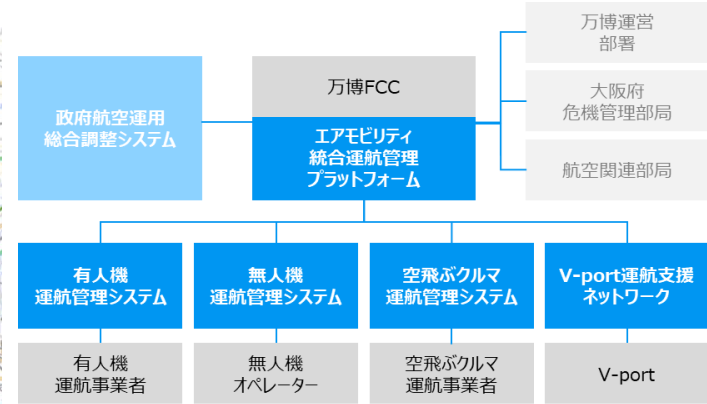 万博運営
部署
万博FCC
大阪府
危機管理部局
政府航空運用
総合調整システム
エアモビリティ
統合運航管理
プラットフォーム
航空関連部局
有人機
運航管理システム
無人機
運航管理システム
空飛ぶクルマ
運航管理システム
V-port運航支援
ネットワーク
有人機
運航事業者
無人機
オペレーター
空飛ぶクルマ
運航事業者
V-port